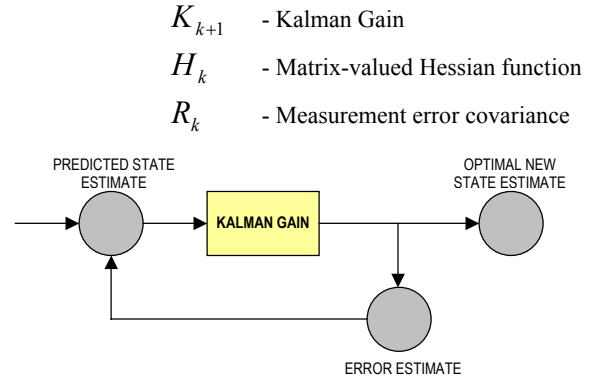 K_{k+1} - Kalman Gain
H_k - Matrix-valued Hessian function
R_k - Measurement error covariance
PREDICTED STATE
ESTIMATE
OPTIMAL NEW
STATE ESTIMATE
KALMAN GAIN
ERROR ESTIMATE